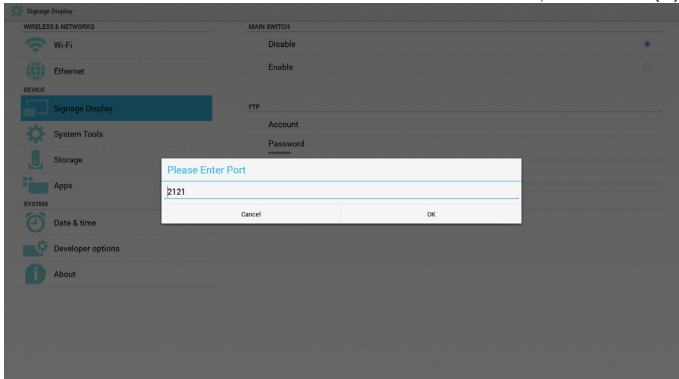 Signage Display
WIRELESS & NETWORKS
Wi-Fi
Ethernet
DEVICE
Signage Display
System Tools
Storage
Apps
SYSTEM
Date & time
Developer options
About
MAIN SWITCH
Disable
Enable
FTP
Account
Password
********
Please Enter Port
2121
Cancel
OK